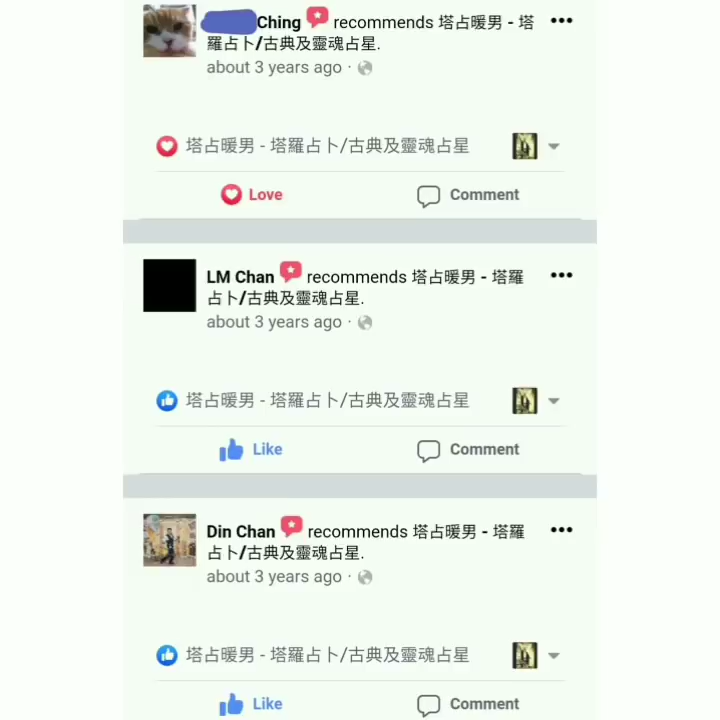 Ching recommends 塔占暖男 - 塔
羅占卜/古典及靈魂占星.
about 3 years ago ·
塔占暖男 - 塔羅占卜/古典及靈魂占星
Love Comment
LM Chan recommends 塔占暖男 - 塔羅
占卜/古典及靈魂占星.
about 3 years ago ·
塔占暖男 - 塔羅占卜/古典及靈魂占星
Like Comment
Din Chan recommends 塔占暖男 - 塔羅
占卜/古典及靈魂占星.
about 3 years ago ·
塔占暖男 - 塔羅占卜/古典及靈魂占星
Like Comment